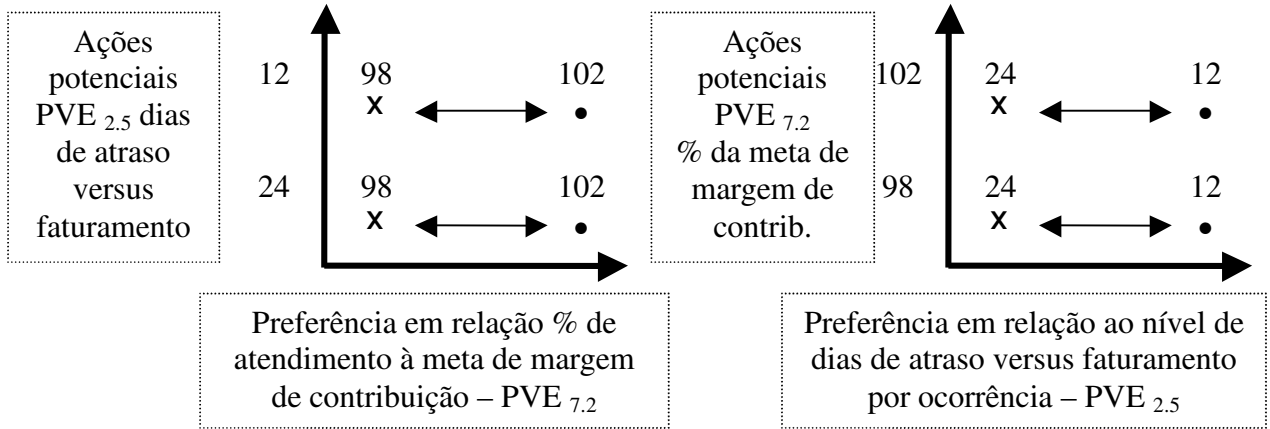 Ações
potenciais
PVE 2.5 dias
de atraso
versus
faturamento
12 98 102
x •
24 98 102
x •
Preferência em relação % de
atendimento à meta de margem
de contribuição – PVE 7.2
Ações
potenciais
PVE 7.2
% da meta de
margem de
contrib.
102 24 12
x •
98 24 12
x •
Preferência em relação ao nível de
dias de atraso versus faturamento
por ocorrência – PVE 2.5